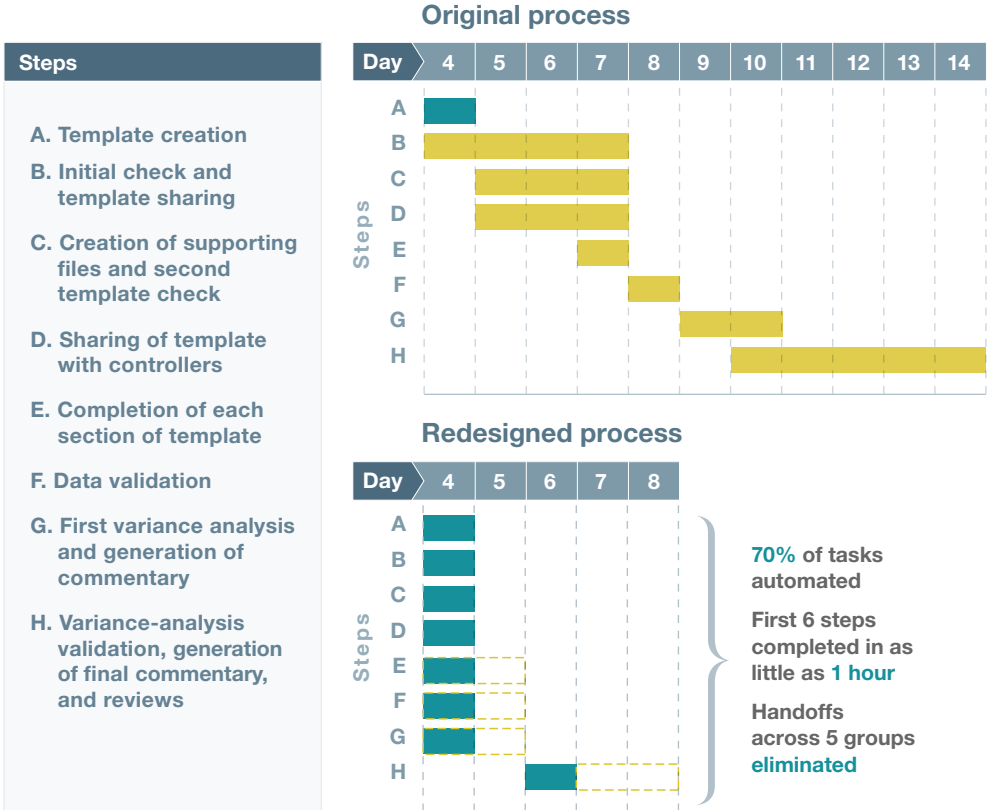 Original process
Steps
Day 4 5 6 7 8 9 10 11 12 13 14
A. Template creation
B. Initial check and
template sharing
C. Creation of supporting
files and second
template check
D. Sharing of template
with controllers
E. Completion of each
section of template
F. Data validation
G. First variance analysis
and generation of
commentary
H. Variance-analysis
validation, generation
of final commentary,
and reviews
Steps
A
B
C
D
E
F
G
H
Redesigned process
Day 4 5 6 7 8
Steps
A
B
C
D
E
F
G
H
70% of tasks
automated
First 6 steps
completed in as
little as 1 hour
Handoffs
across 5 groups
eliminated